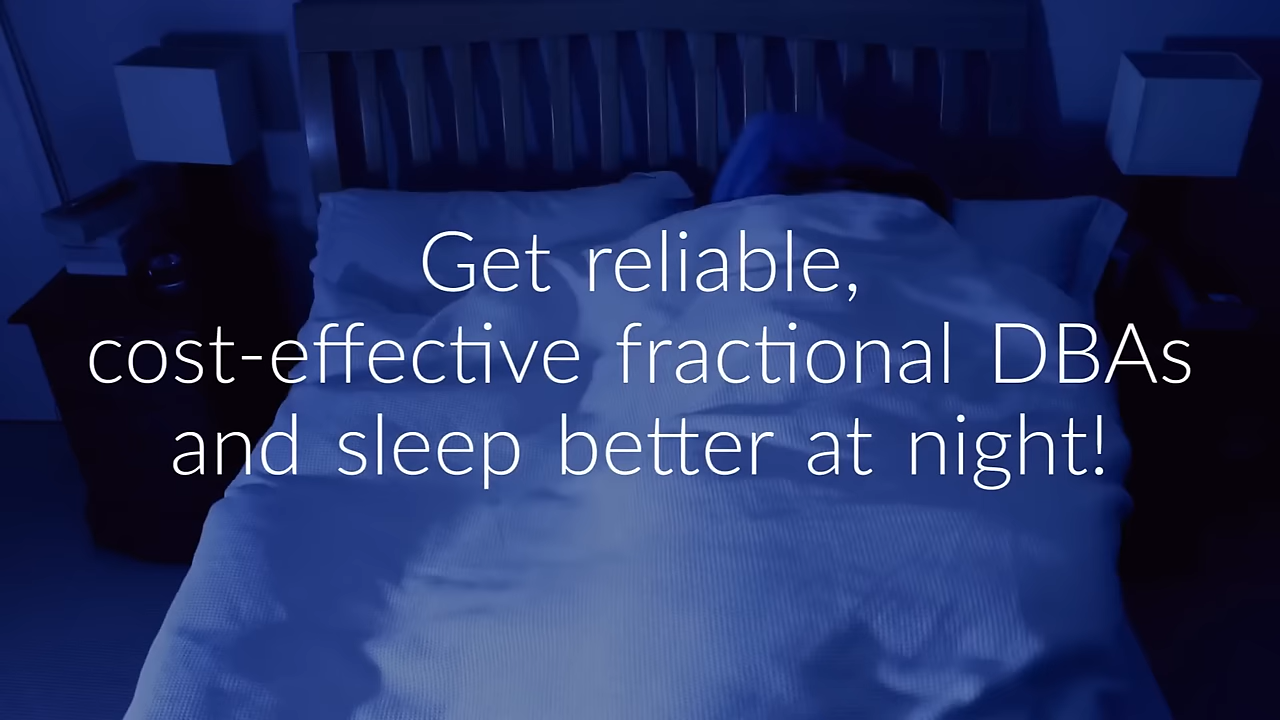 Get reliable,
cost-effective fractional DBAs
and sleep better at night!